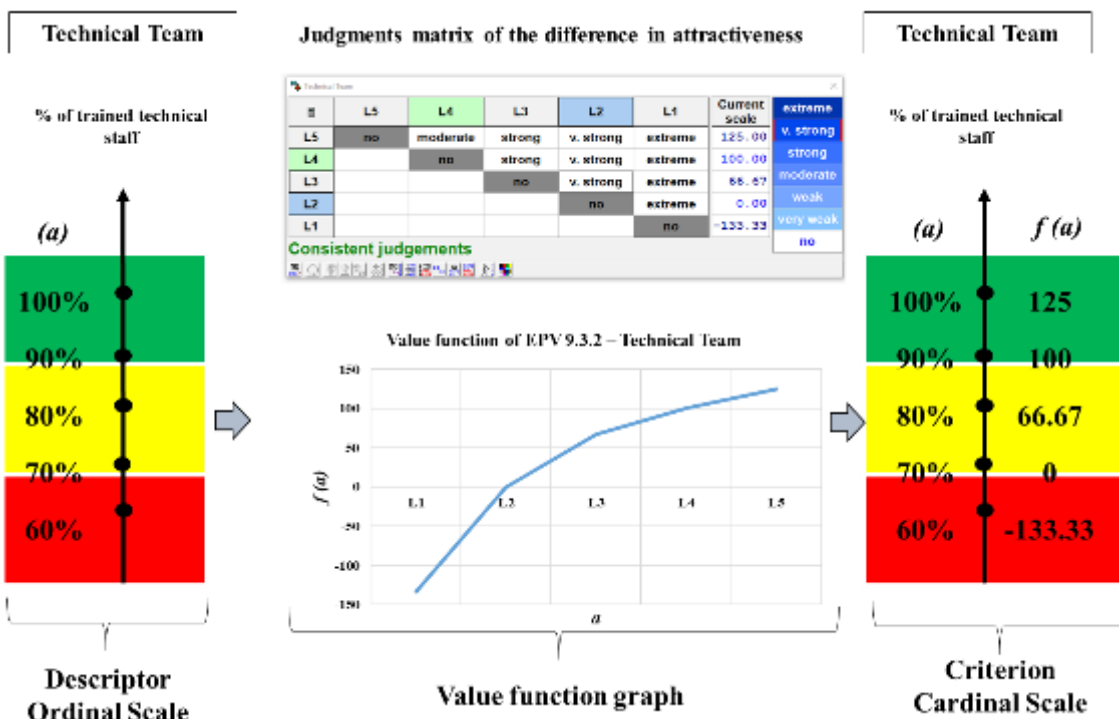 Technical Team
% of trained technical
staff
(a)
100%
90%
80%
70%
60%
Descriptor
Ordinal Scale
Judgments matrix of the difference in attractiveness
Technical Team
L5 L4 L3 L2 L1 Current scale
L5 no moderate strong v. strong extreme 125.00
L4 no strong v. strong extreme 100.00
L3 no v. strong extreme 66.67
L2 no extreme 0.00
L1 no -133.33
extreme
v. strong
strong
moderate
weak
very weak
no
Consistent judgements
Value function of EPV 9.3.2 – Technical Team
f (a)
150
100
50
0
-50
-100
150
L1 L2 L3 L4 L5
a
Value function graph
Technical Team
% of trained technical
staff
(a) f (a)
100% 125
90% 100
80% 66.67
70% 0
60% -133.33
Criterion
Cardinal Scale